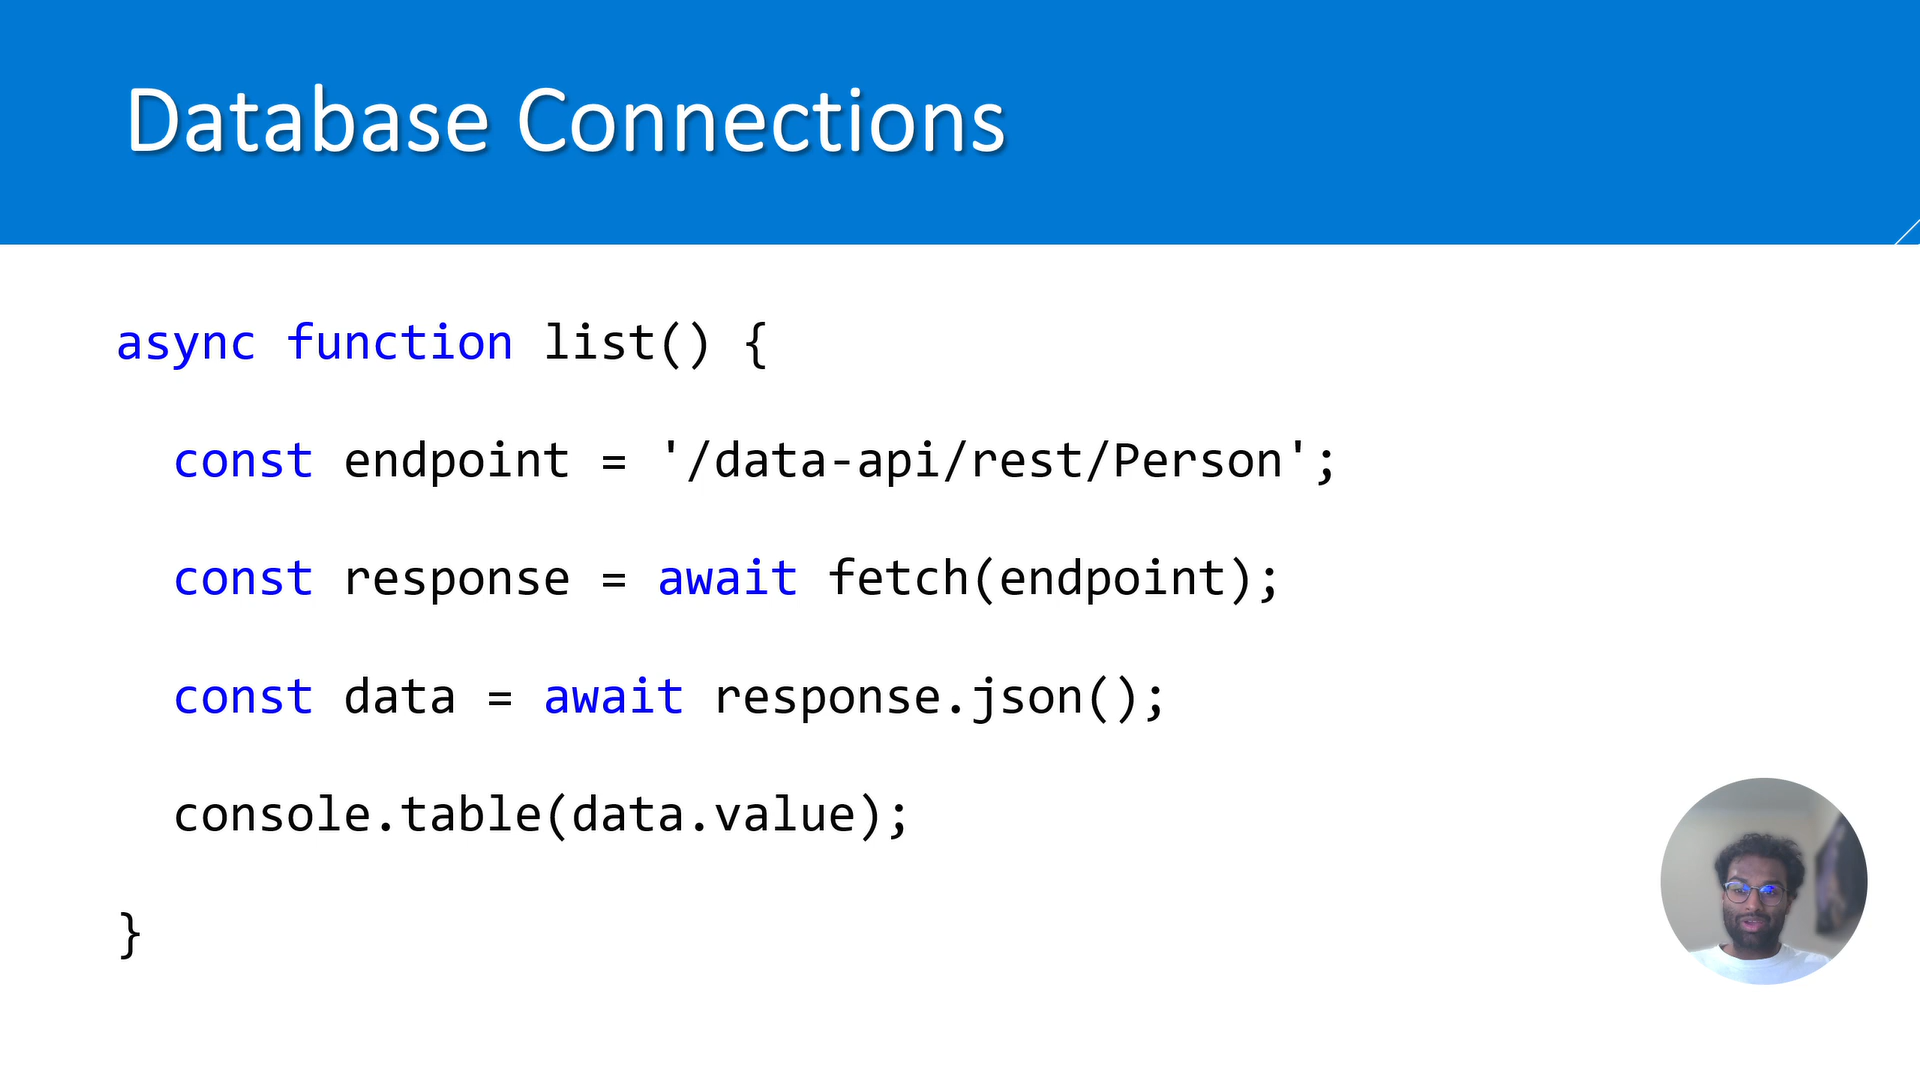 Database Connections
async function list() {
const endpoint = '/data-api/rest/Person';
const response = await fetch(endpoint);
const data = await response.json();
console.table(data.value);
}